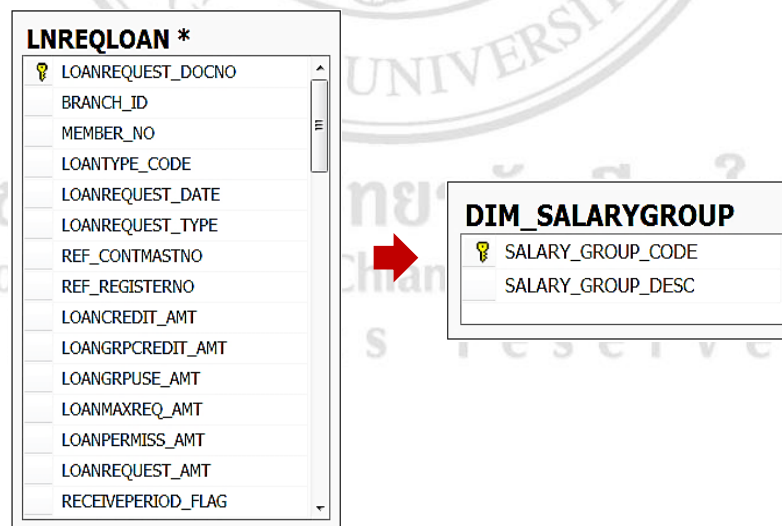 LNREQLOAN *
LOANREQUEST_DOCNO
BRANCH_ID
MEMBER_NO
LOANTYPE_CODE
LOANREQUEST_DATE
LOANREQUEST_TYPE
REF_CONTMASTNO
REF_REGISTERNO
LOANCREDIT_AMT
LOANGRPCREDIT_AMT
LOANGRPUSE_AMT
LOANMAXREQ_AMT
LOANPERMISS_AMT
LOANREQUEST_AMT
RECEIVEPERIOD_FLAG
DIM_SALARYGROUP
SALARY_GROUP_CODE
SALARY_GROUP_DESC